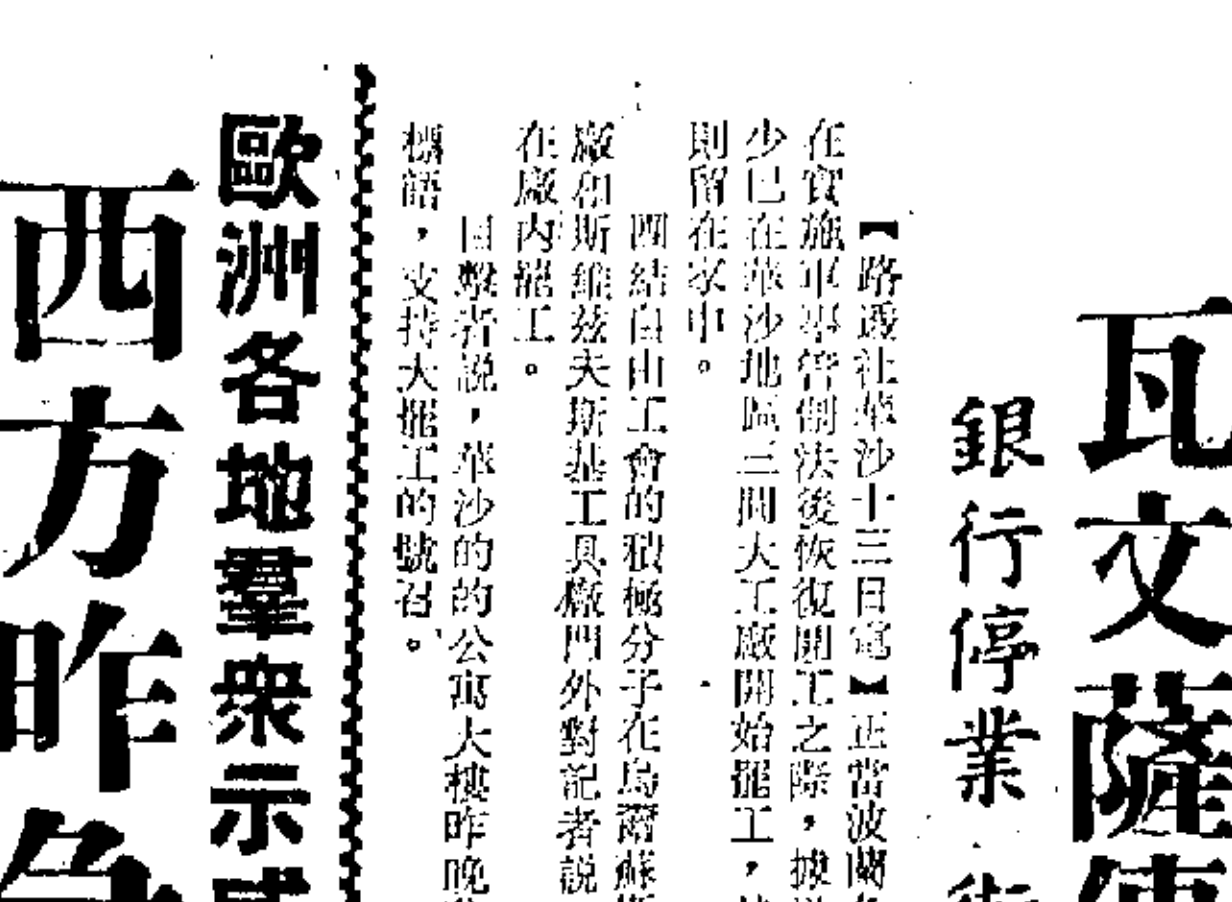 瓦文薩
銀行停業
【路透社華沙十三日電】正當波蘭
在實施軍事管制法後恢復開工之際，據
少已在華沙地區三間大工廠開始罷工，
則留在家中。
團結自由工會的積極分子在烏爾蘇斯
廠和斯維茲夫斯基工具廠門外對記者說
在廠內罷工。
目擊者説，華沙的的公寓大樓昨晚
標語，支持大罷工的號召。
歐洲各地羣衆示威
西方昨